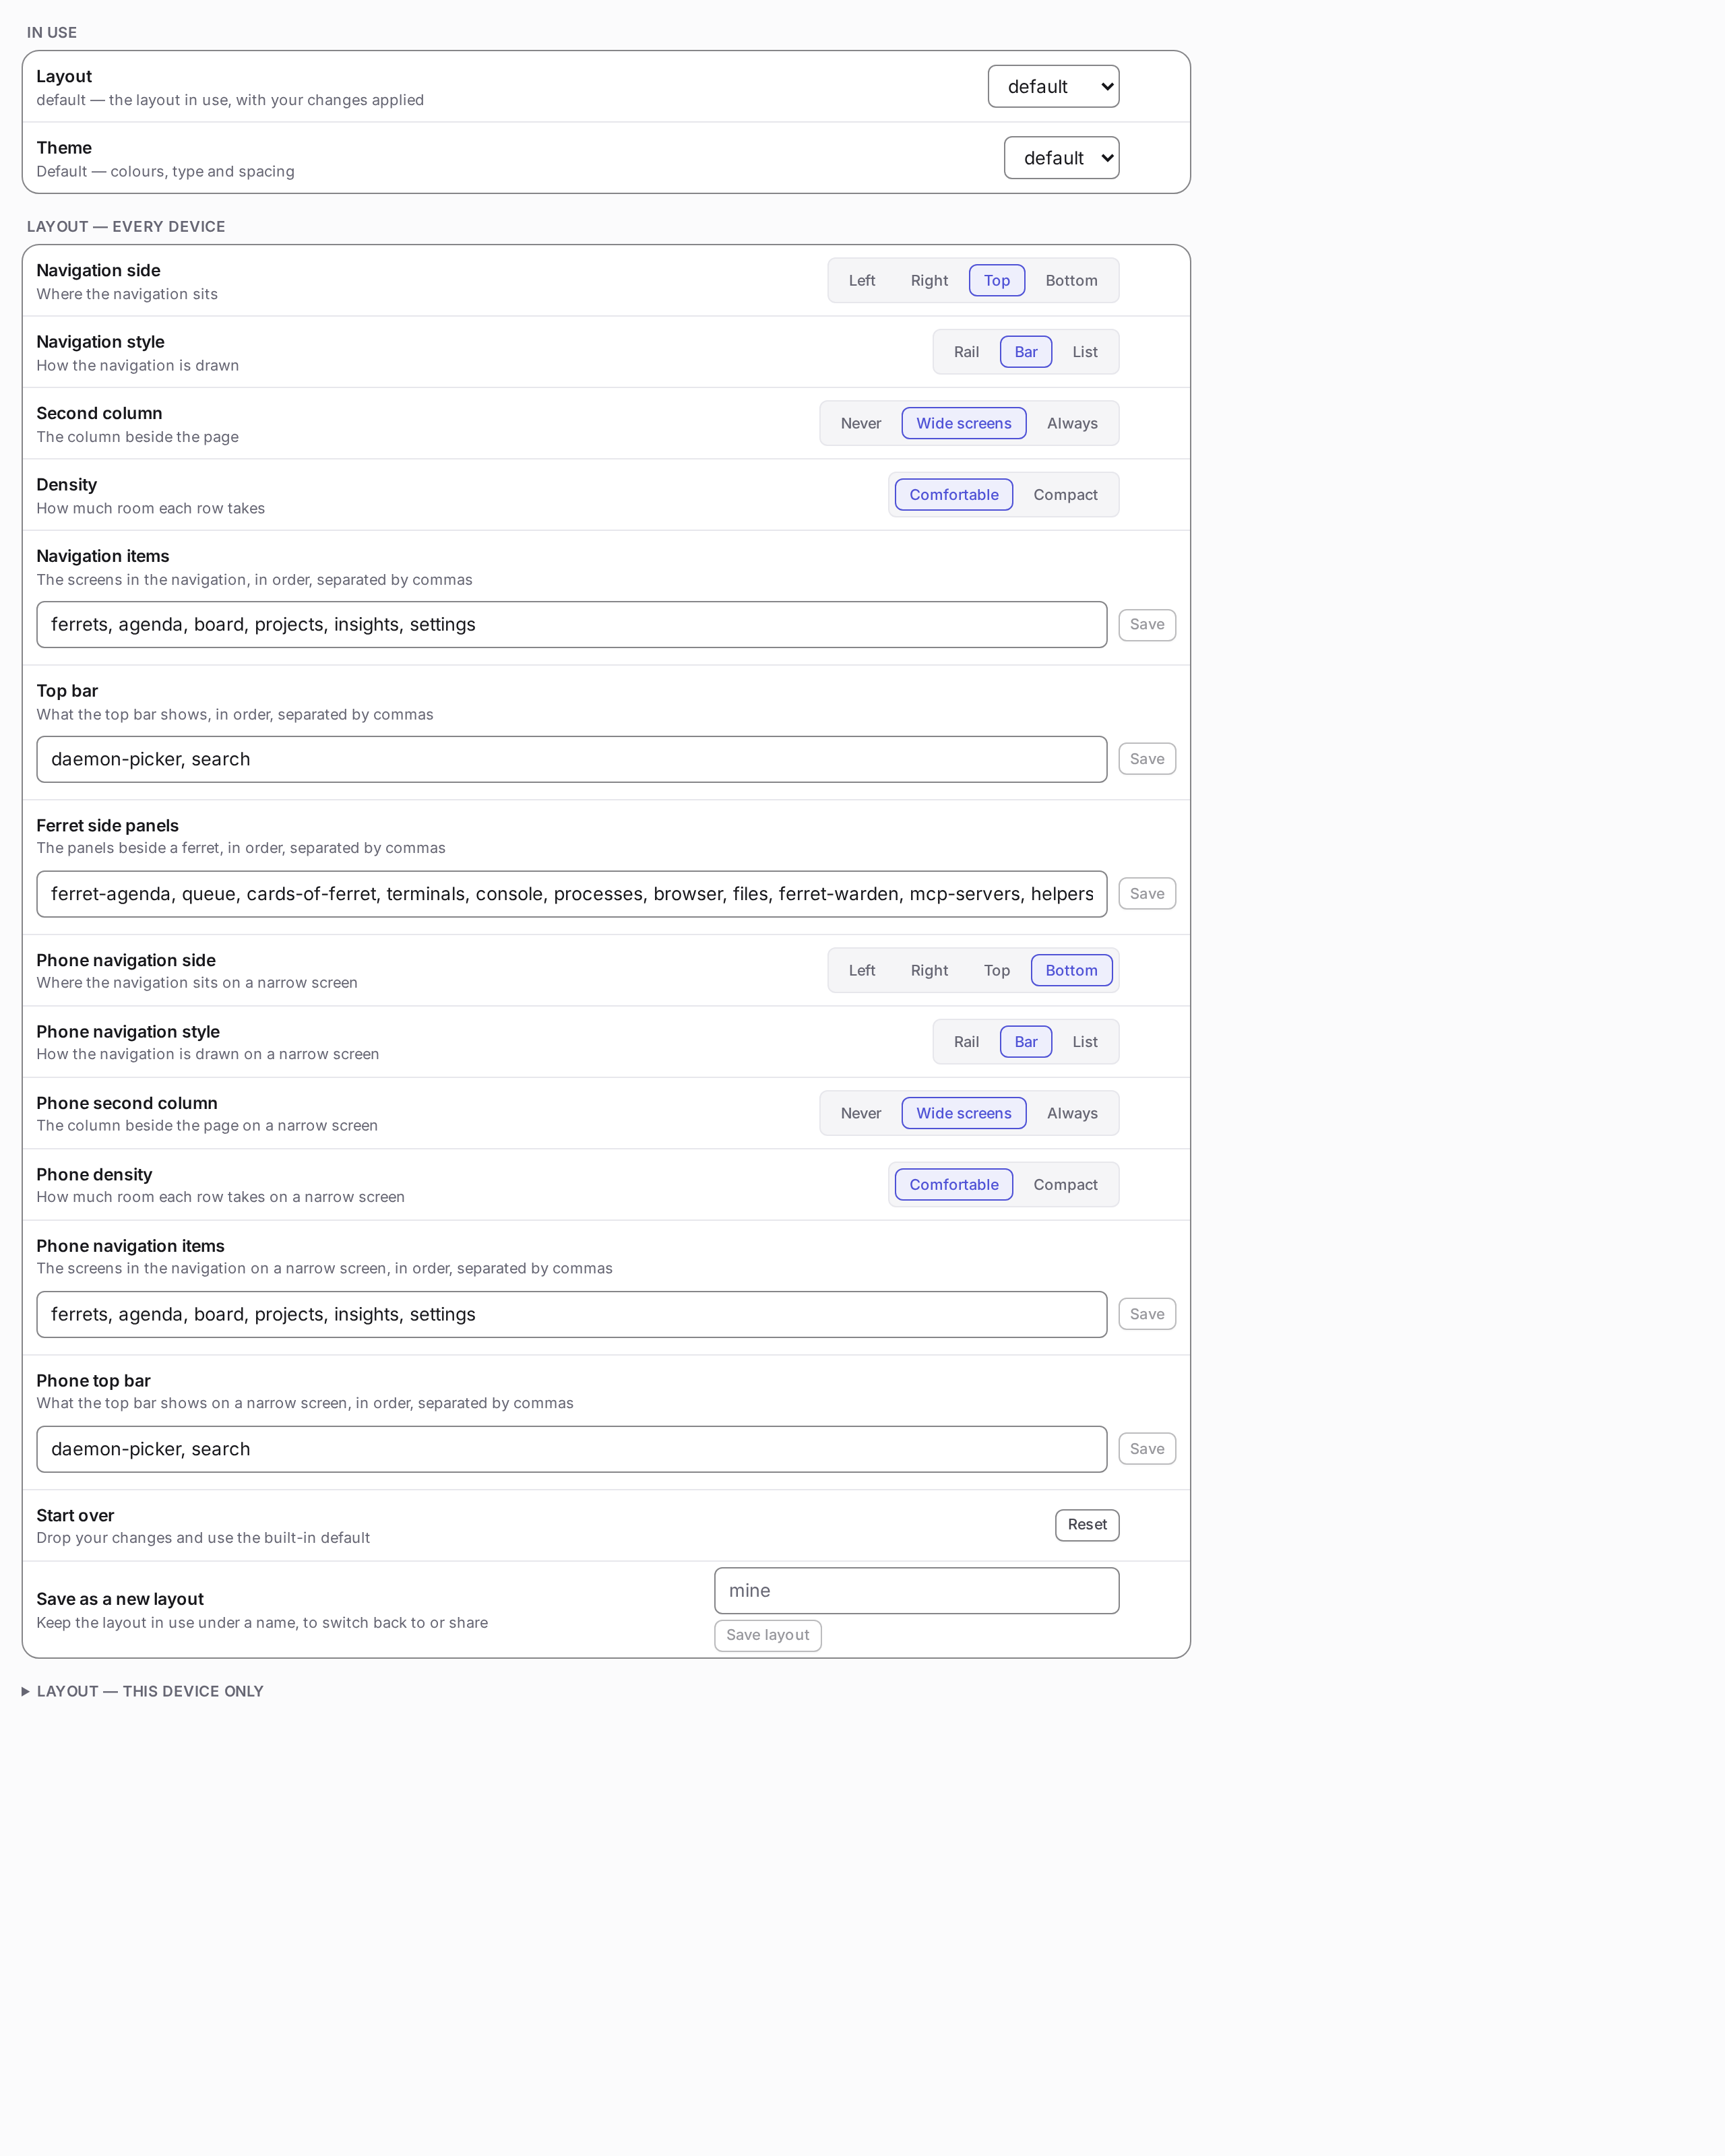 IN USE
Layout
default — the layout in use, with your changes applied
default
Theme
Default — colours, type and spacing
default
LAYOUT — EVERY DEVICE
Navigation side
Where the navigation sits
Left Right Top Bottom
Navigation style
How the navigation is drawn
Rail Bar List
Second column
The column beside the page
Never Wide screens Always
Density
How much room each row takes
Comfortable Compact
Navigation items
The screens in the navigation, in order, separated by commas
ferrets, agenda, board, projects, insights, settings
Save
Top bar
What the top bar shows, in order, separated by commas
daemon-picker, search
Save
Ferret side panels
The panels beside a ferret, in order, separated by commas
ferret-agenda, queue, cards-of-ferret, terminals, console, processes, browser, files, ferret-warden, mcp-servers, helpers
Save
Phone navigation side
Where the navigation sits on a narrow screen
Left Right Top Bottom
Phone navigation style
How the navigation is drawn on a narrow screen
Rail Bar List
Phone second column
The column beside the page on a narrow screen
Never Wide screens Always
Phone density
How much room each row takes on a narrow screen
Comfortable Compact
Phone navigation items
The screens in the navigation on a narrow screen, in order, separated by commas
ferrets, agenda, board, projects, insights, settings
Save
Phone top bar
What the top bar shows on a narrow screen, in order, separated by commas
daemon-picker, search
Save
Start over
Drop your changes and use the built-in default
Reset
Save as a new layout
Keep the layout in use under a name, to switch back to or share
mine
Save layout
LAYOUT — THIS DEVICE ONLY